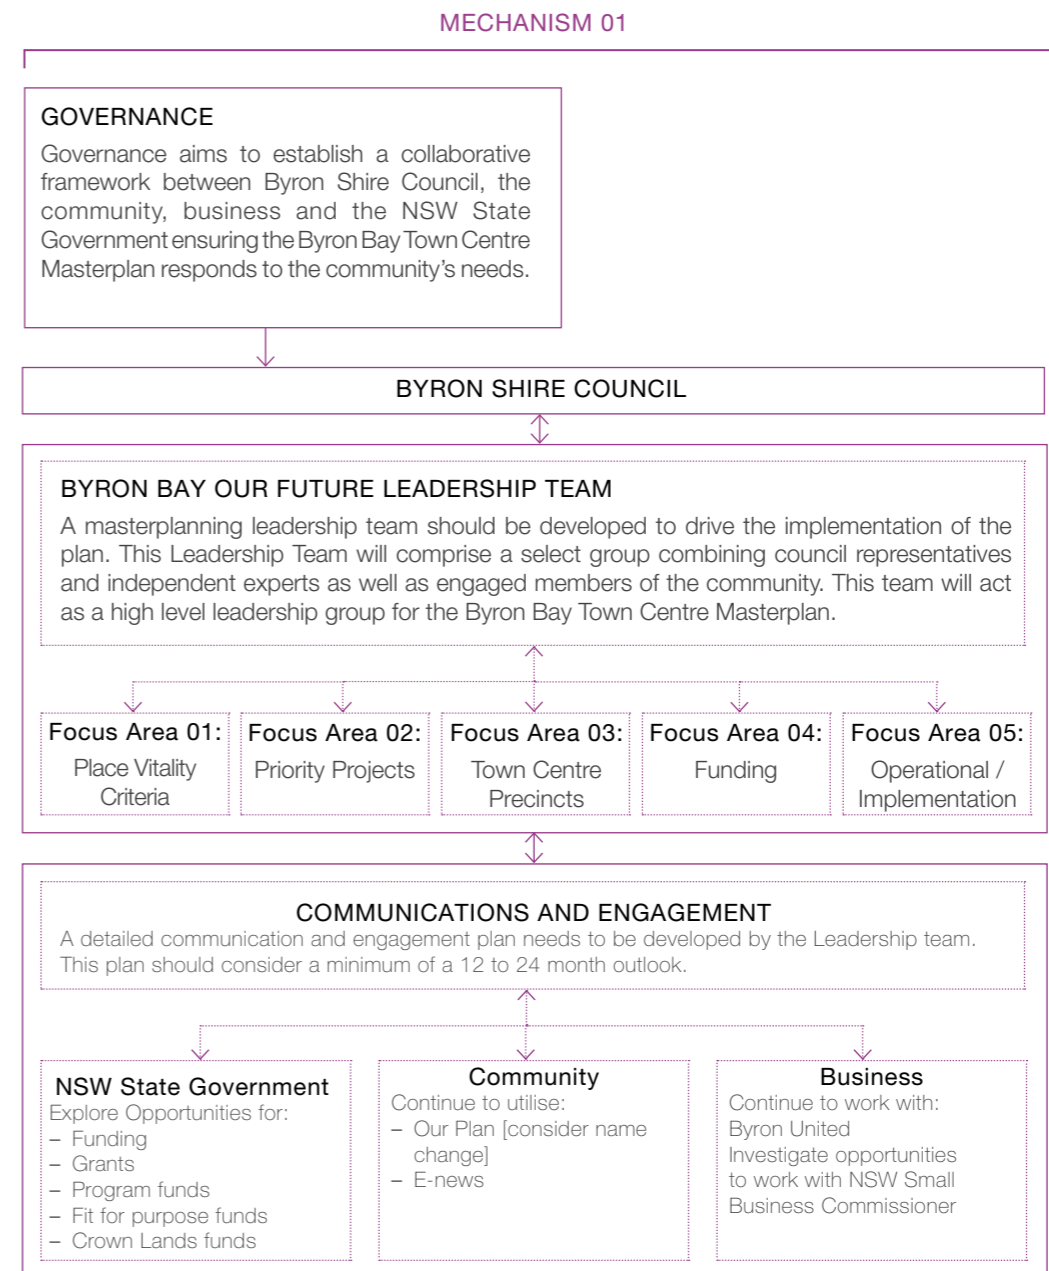 MECHANISM 01
GOVERNANCE
Governance aims to establish a collaborative
framework between Byron Shire Council, the
community, business and the NSW State
Government ensuring the Byron Bay Town Centre
Masterplan responds to the community’s needs.
BYRON SHIRE COUNCIL
BYRON BAY OUR FUTURE LEADERSHIP TEAM
A masterplanning leadership team should be developed to drive the implementation of the
plan. This Leadership Team will comprise a select group combining council representatives
and independent experts as well as engaged members of the community. This team will act
as a high level leadership group for the Byron Bay Town Centre Masterplan.
Focus Area 01:
Place Vitality
Criteria
Focus Area 02:
Priority Projects
Focus Area 03:
Town Centre
Precincts
Focus Area 04:
Funding
Focus Area 05:
Operational /
Implementation
COMMUNICATIONS AND ENGAGEMENT
A detailed communication and engagement plan needs to be developed by the Leadership team.
This plan should consider a minimum of a 12 to 24 month outlook.
NSW State Government
Explore Opportunities for:
– Funding
– Grants
– Program funds
– Fit for purpose funds
– Crown Lands funds
Community
Continue to utilise:
– Our Plan [consider name
change]
– E-news
Business
Continue to work with:
Byron United
Investigate opportunities
to work with NSW Small
Business Commissioner